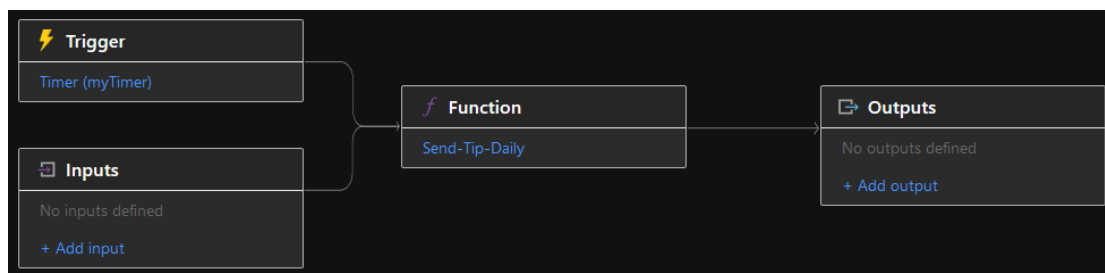 Trigger
Timer (myTimer)
Inputs
No inputs defined
+ Add input
Function
Send-Tip-Daily
Outputs
No outputs defined
+ Add output